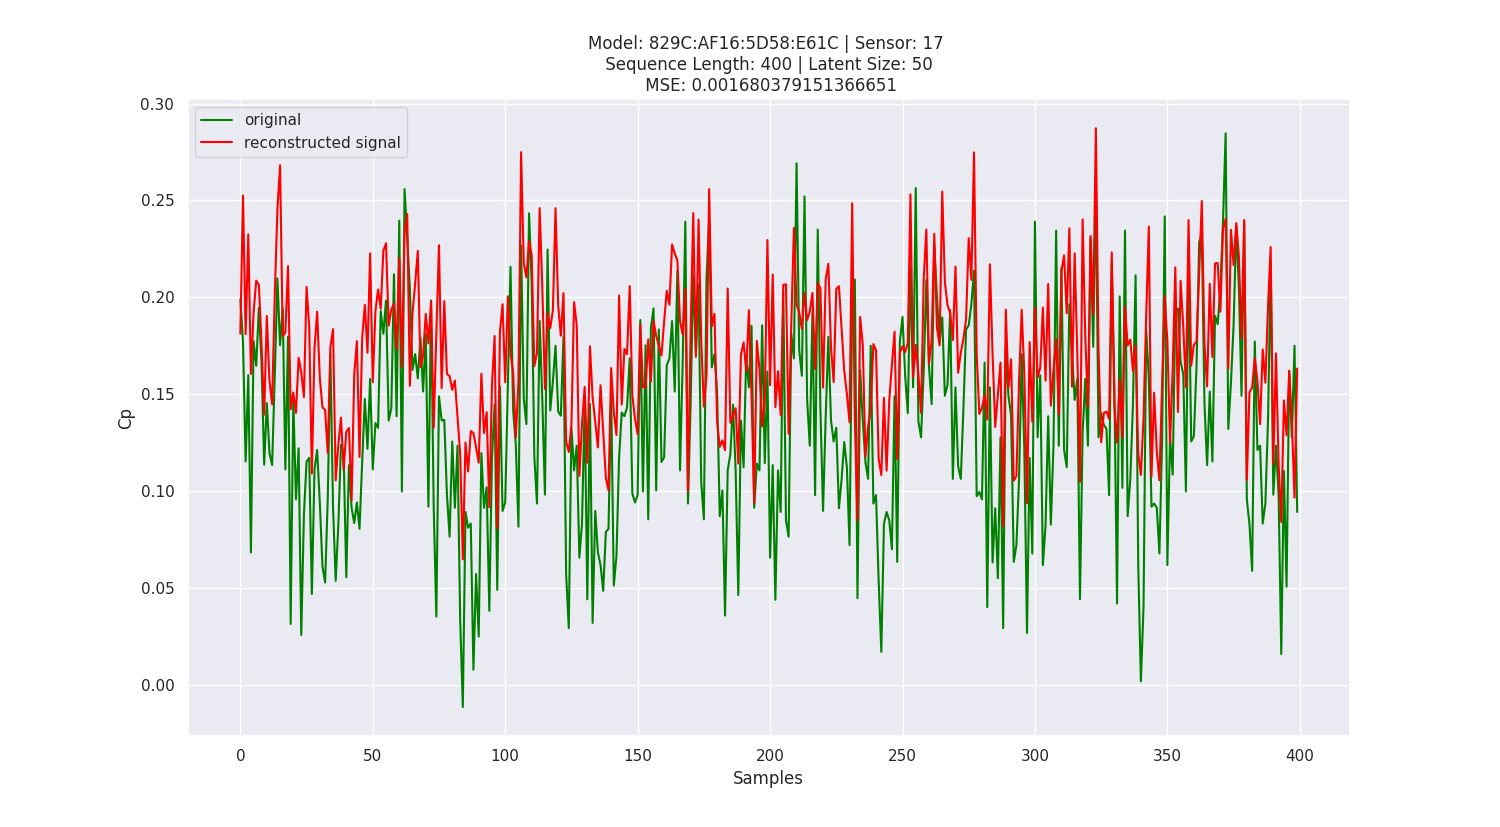 Model: 829C:AF16:5D58:E61C | Sensor: 17
Sequence Length: 400 | Latent Size: 50
MSE: 0.001680379151366651
original
reconstructed signal
0.30
0.25
0.20
0.15
0.10
0.05
0.00
Cp
0 50 100 150 200 250 300 350 400
Samples